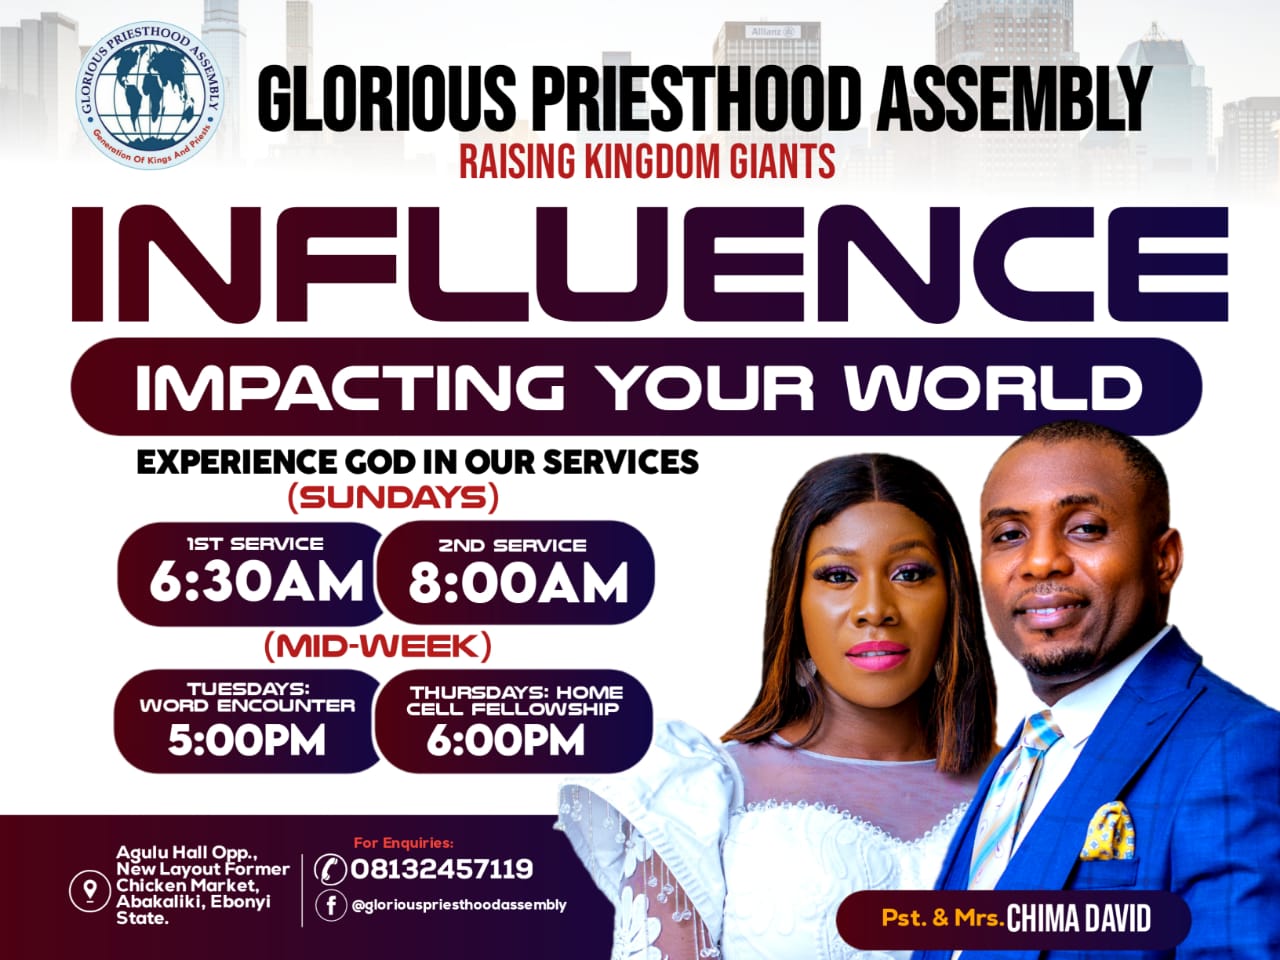 GLORIOUS PRIESTHOOD ASSEMBLY
Generation Of Kings And Priests
Allianz
GLORIOUS PRIESTHOOD ASSEMBLY
RAISING KINGDOM GIANTS
INFLUENCE
IMPACTING YOUR WORLD
EXPERIENCE GOD IN OUR SERVICES
(SUNDAYS)
1ST SERVICE
6:30AM
2ND SERVICE
8:00AM
(MID-WEEK)
TUESDAYS:
WORD ENCOUNTER
5:00PM
THURSDAYS: HOME
CELL FELLOWSHIP
6:00PM
Agulu Hall Opp.,
New Layout Former
Chicken Market,
Abakaliki, Ebonyi
State.
For Enquiries:
08132457119
@gloriouspriesthoodassembly
Pst. & Mrs. CHIMA DAVID